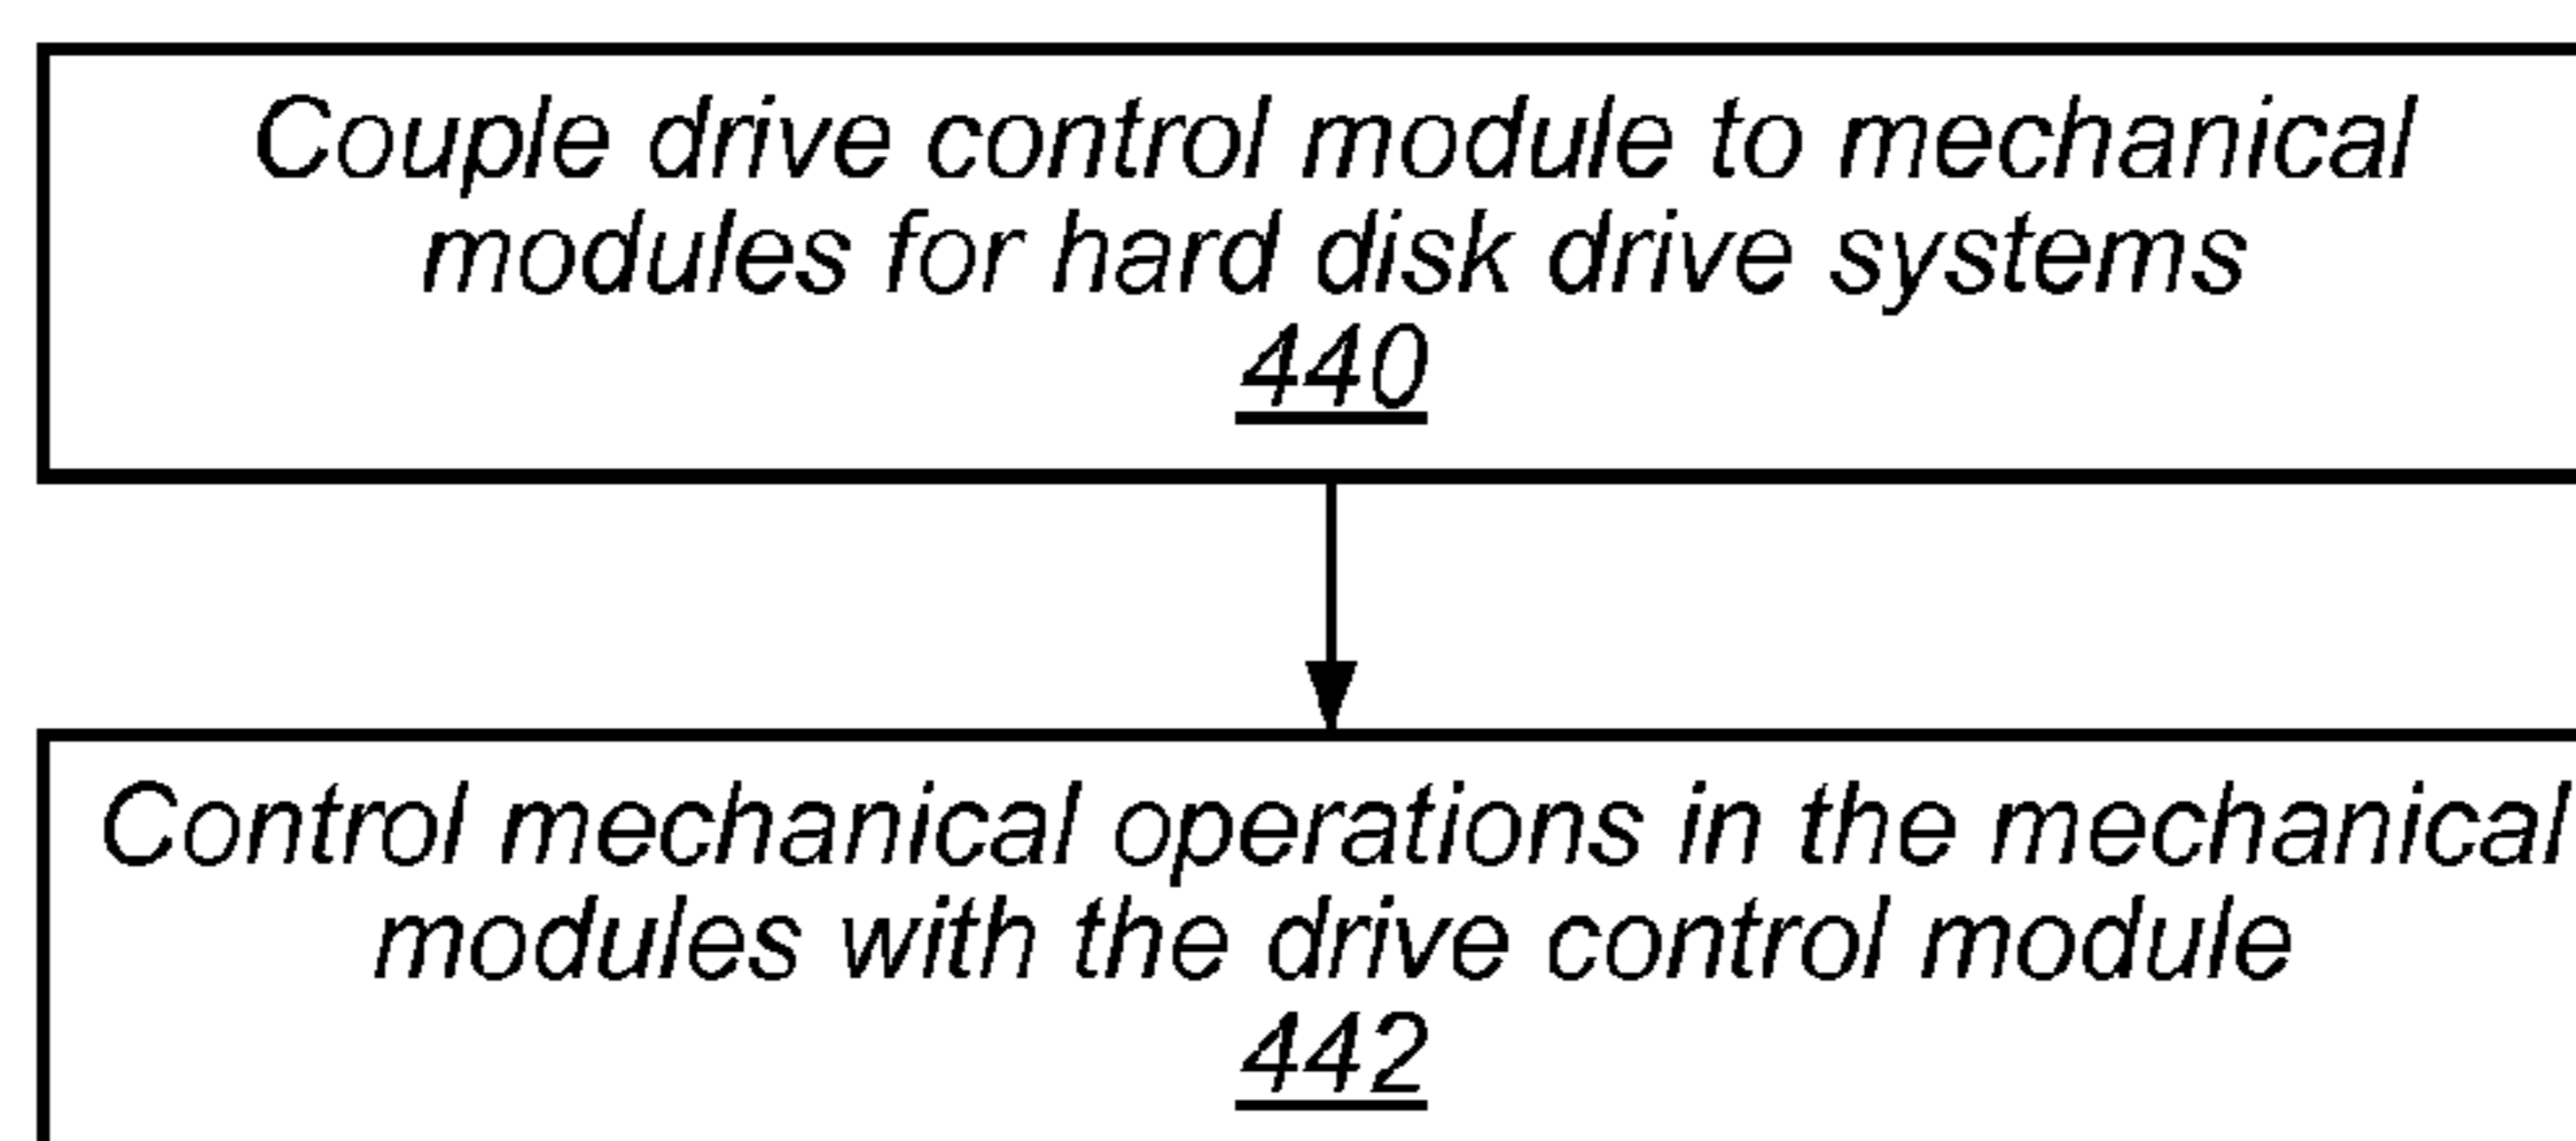 Couple drive control module to mechanical
modules for hard disk drive systems
440
Control mechanical operations in the mechanical
modules with the drive control module
442